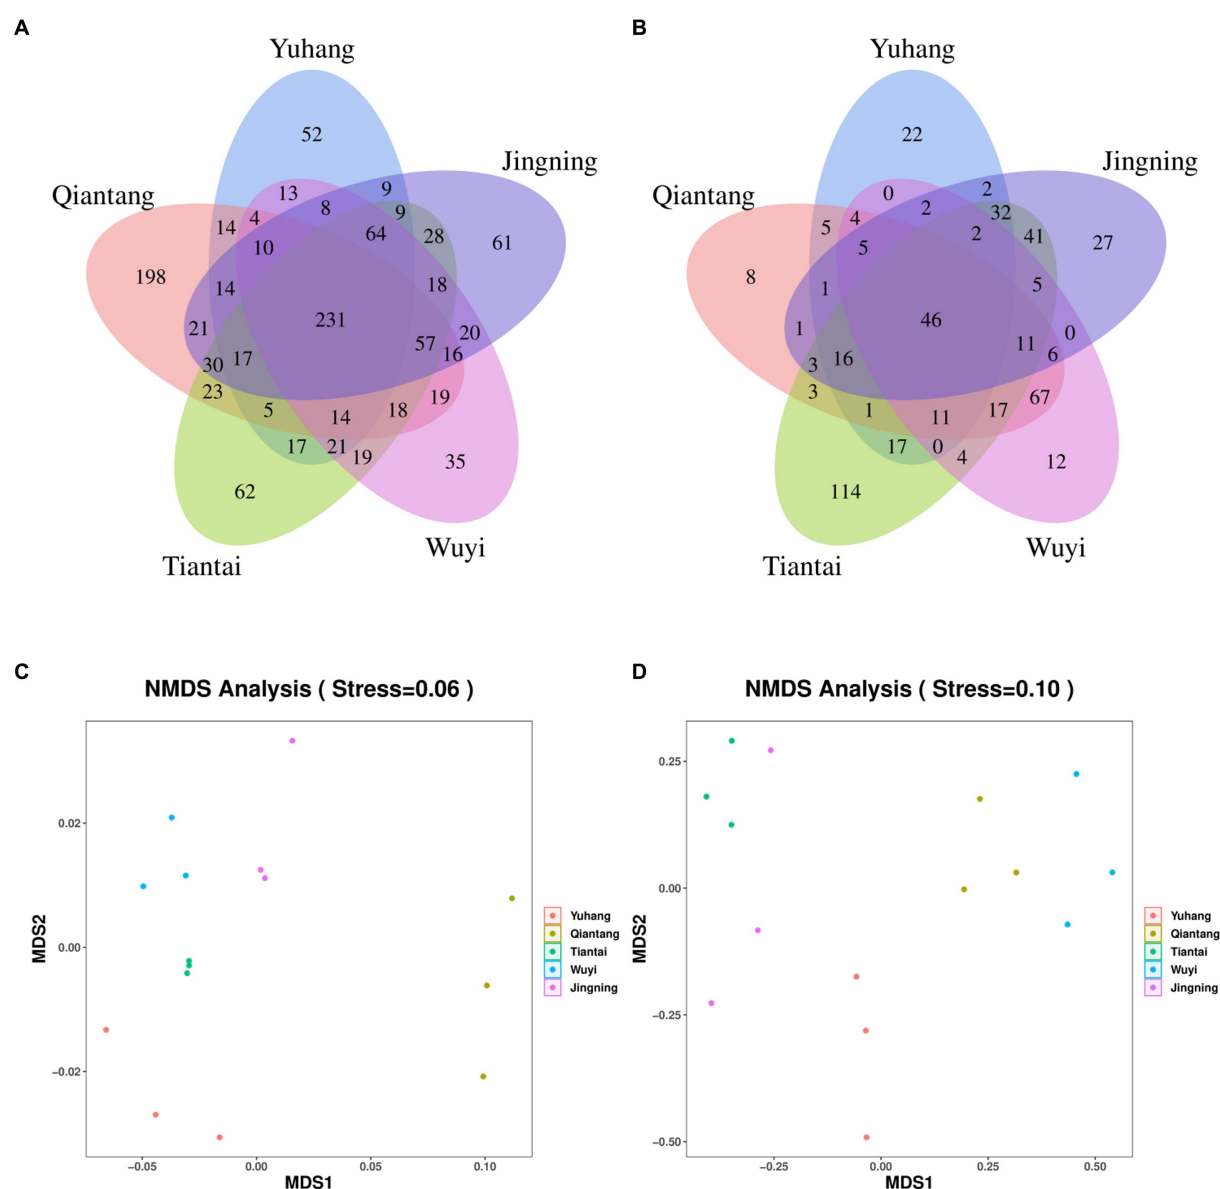 A
B
Yuhang
Yuhang
52
22
Jingning
Jingning
Qiantang
Qiantang
13
9
0
2
8
9
2
32
14
4
64
28
61
5
4
2
41
27
10
5
198
14
18
8
1
5
231
46
21
20
1
0
57
16
11
6
30
17
3
16
23
19
3
67
5
14
18
1
11
17
17
21
19
17
0
4
35
12
62
114
Wuyi
Wuyi
Tiantai
Tiantai
C
D
NMDS Analysis ( Stress=0.06 )
NMDS Analysis ( Stress=0.10 )
MDS2
0.02
0.00
−0.02
−0.05
0.00
0.05
0.10
MDS1
Yuhang
Qiantang
Tiantai
Wuyi
Jingning
MDS2
0.25
0.00
−0.25
−0.50
−0.25
0.00
0.25
0.50
MDS1
Yuhang
Qiantang
Tiantai
Wuyi
Jingning